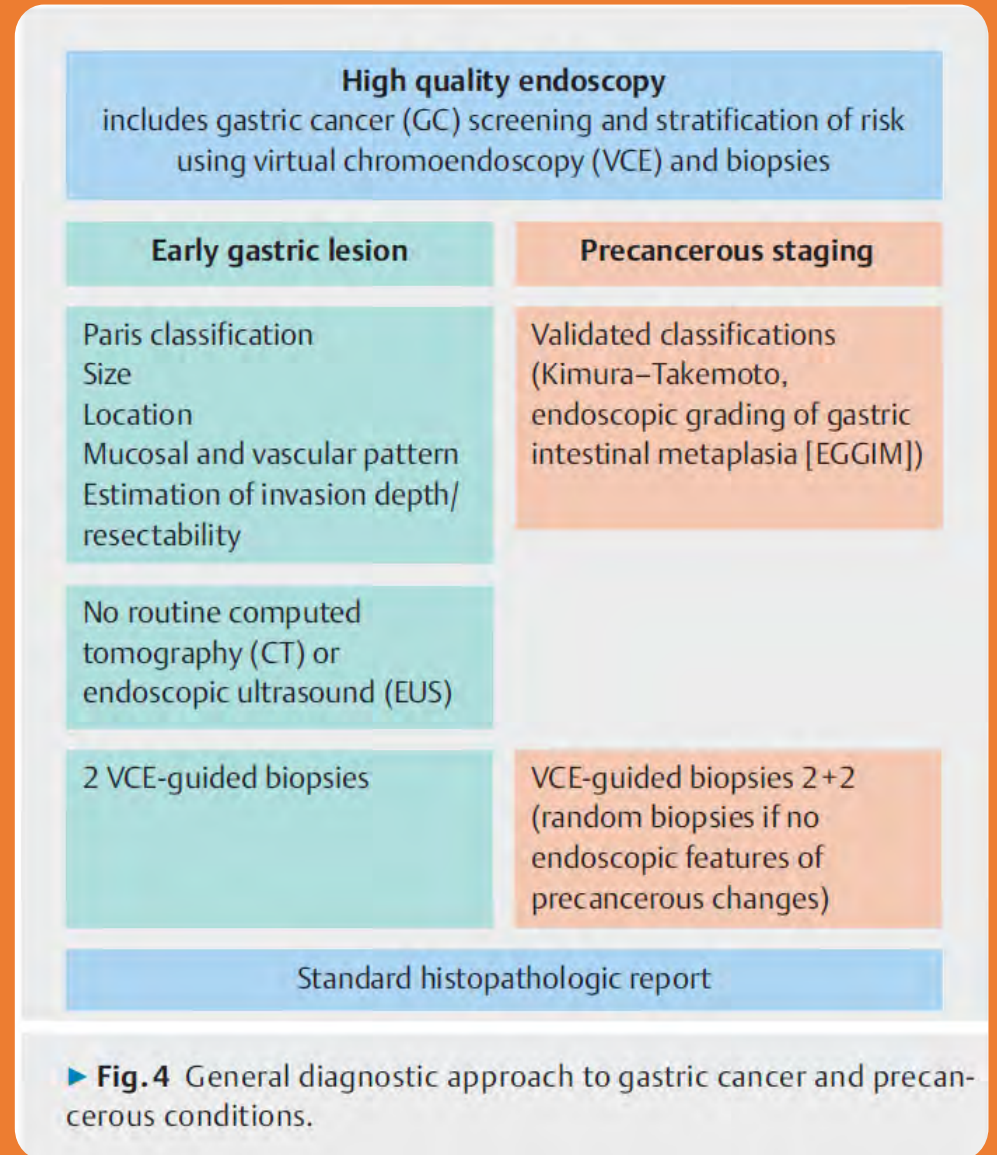 High quality endoscopy
includes gastric cancer (GC) screening and stratification of risk
using virtual chromoendoscopy (VCE) and biopsies
Early gastric lesion
Precancerous staging
Paris classification
Size
Location
Mucosal and vascular pattern
Estimation of invasion depth/
resectability
Validated classifications
(Kimura–Takemoto,
endoscopic grading of gastric
intestinal metaplasia [EGGIM])
No routine computed
tomography (CT) or
endoscopic ultrasound (EUS)
2 VCE-guided biopsies
VCE-guided biopsies 2+2
(random biopsies if no
endoscopic features of
precancerous changes)
Standard histopathologic report
▶ Fig. 4 General diagnostic approach to gastric cancer and precan-
cerous conditions.